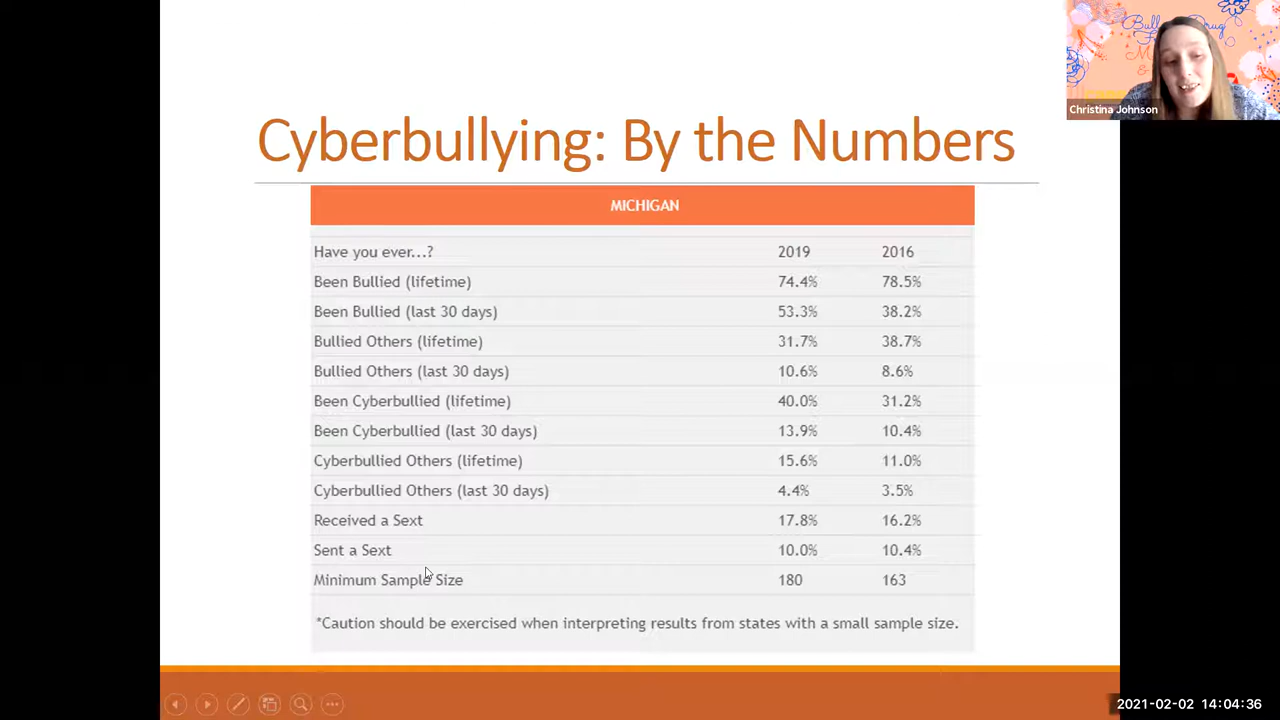 Christina Johnson
Cyberbullying: By the Numbers
MICHIGAN
Have you ever...? 2019 2016
Been Bullied (lifetime) 74.4% 78.5%
Been Bullied (last 30 days) 53.3% 38.2%
Bullied Others (lifetime) 31.7% 38.7%
Bullied Others (last 30 days) 10.6% 8.6%
Been Cyberbullied (lifetime) 40.0% 31.2%
Been Cyberbullied (last 30 days) 13.9% 10.4%
Cyberbullied Others (lifetime) 15.6% 11.0%
Cyberbullied Others (last 30 days) 4.4% 3.5%
Received a Sext 17.8% 16.2%
Sent a Sext 10.0% 10.4%
Minimum Sample Size 180 163
*Caution should be exercised when interpreting results from states with a small sample size.
2021-02-02 14:04:36